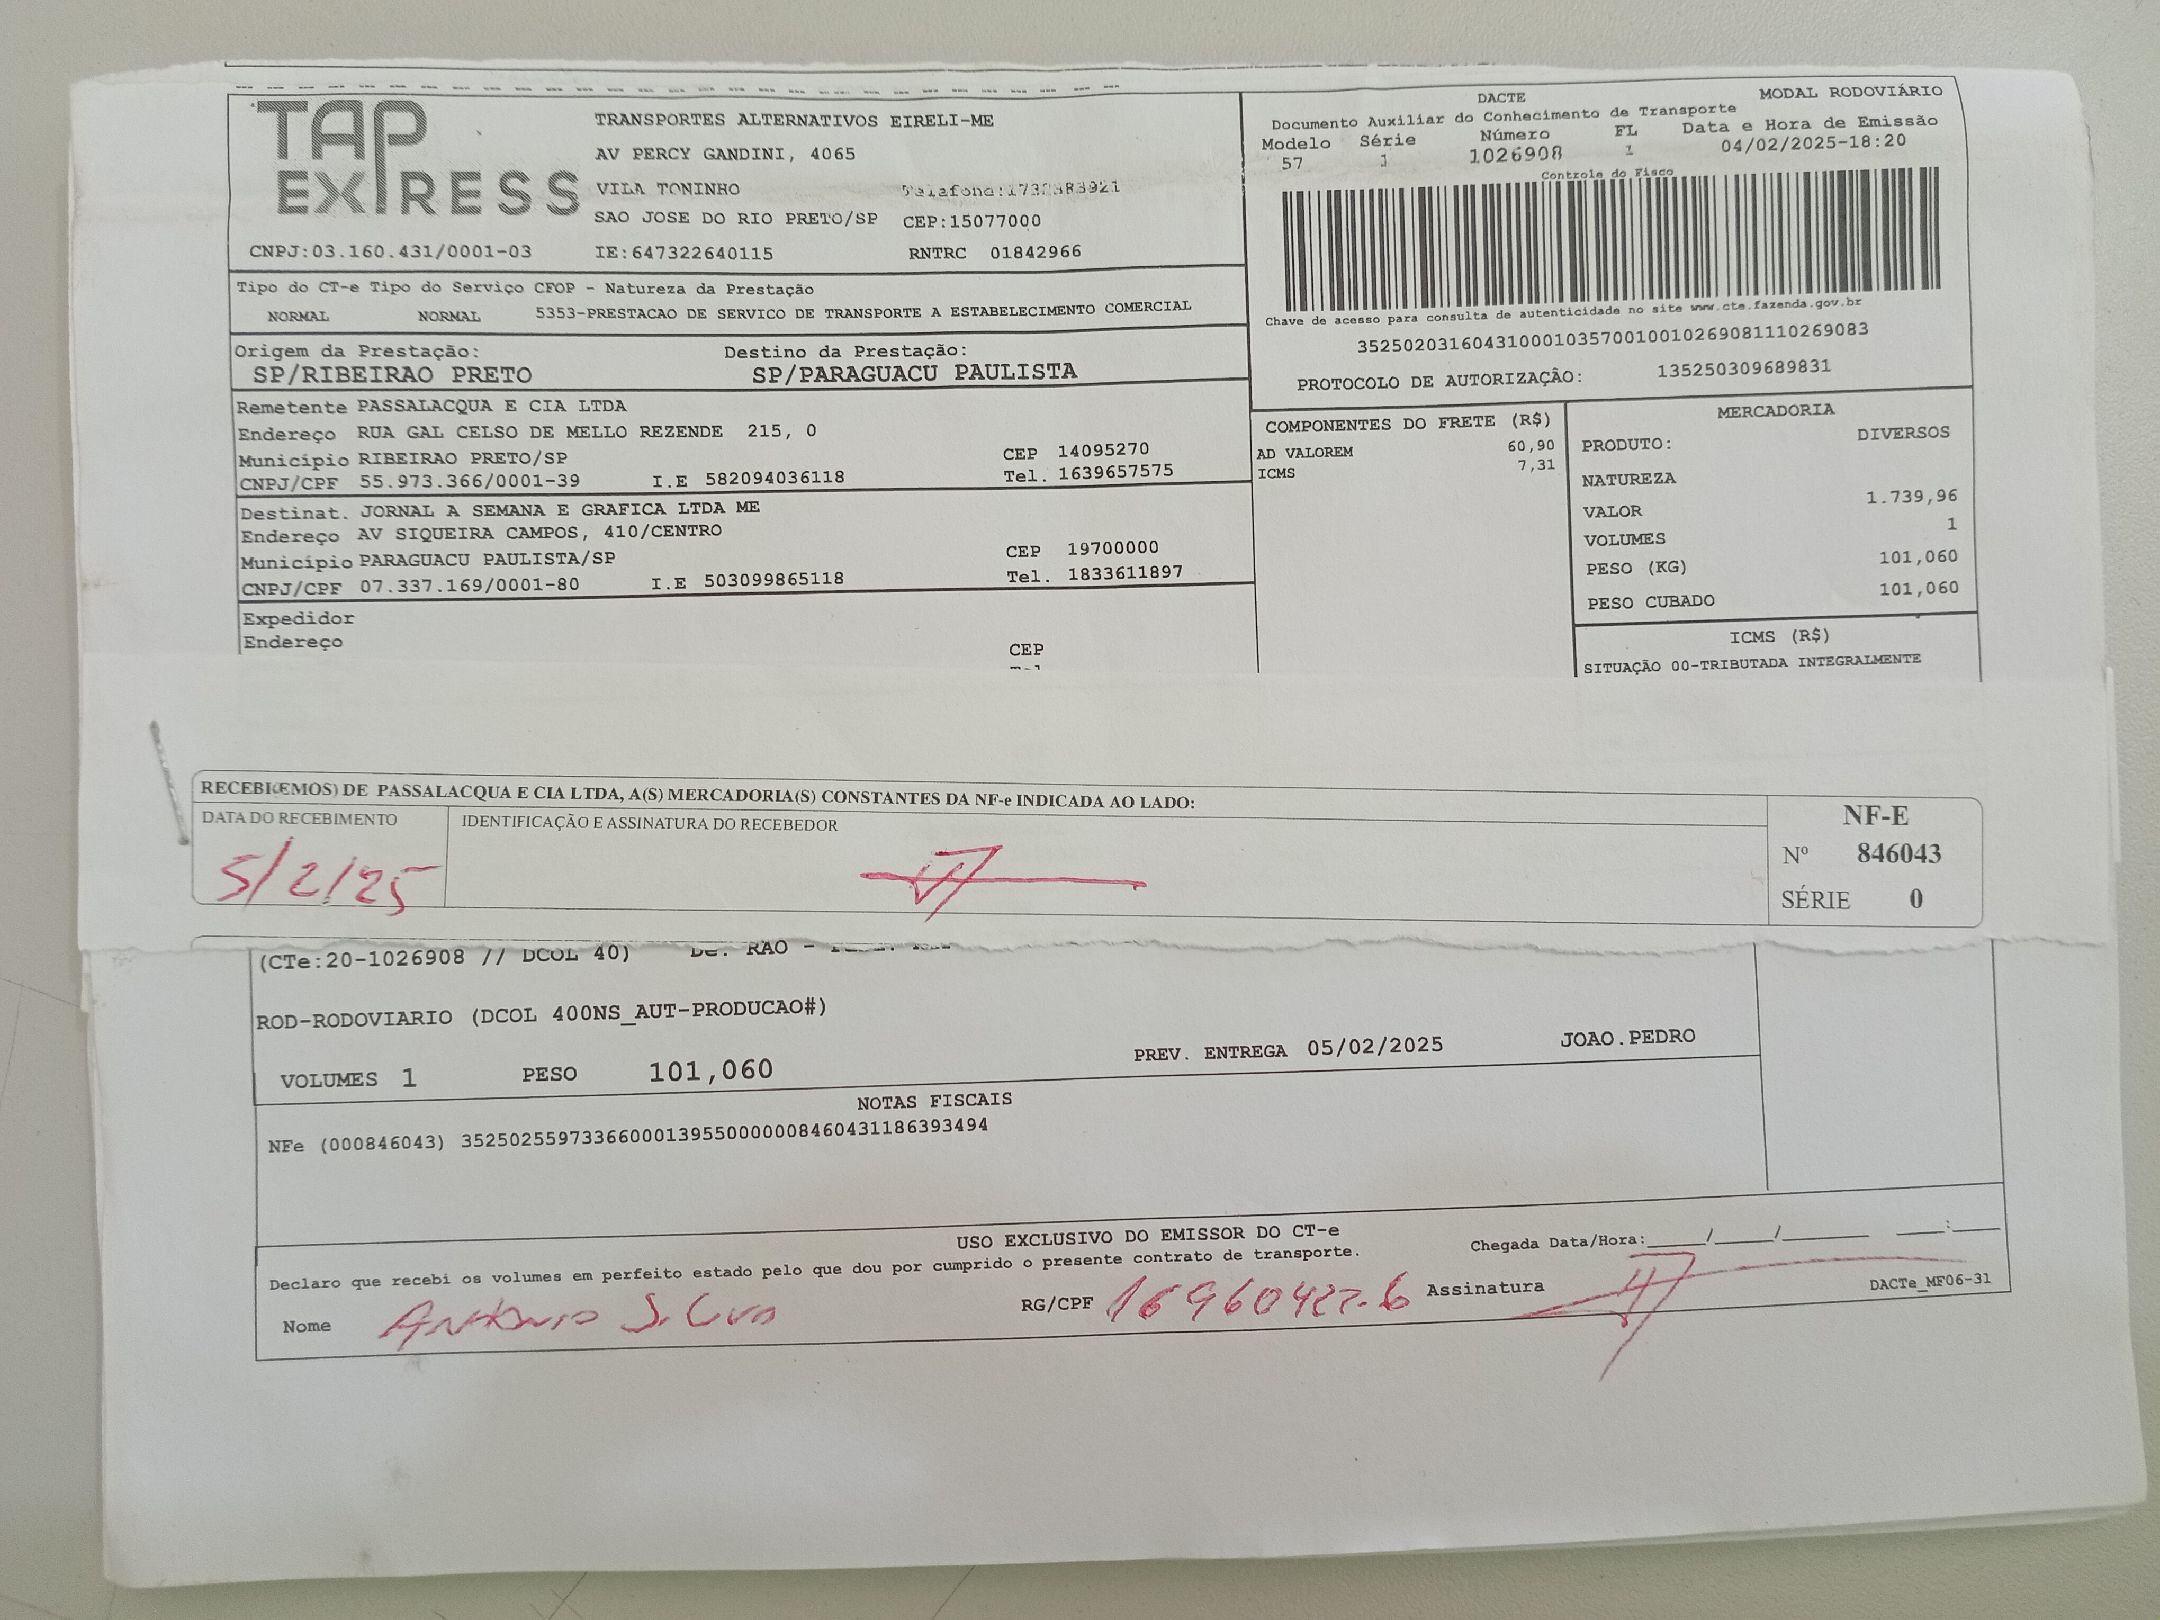 TAP EXPRESS
TRANSPORTES ALTERNATIVOS EIRELI-ME
AV PERCY GANDINI, 4065
VILA TONINHO
SAO JOSE DO RIO PRETO/SP CEP:15077000
CNPJ:03.160.431/0001-03 IE:647322640115 RNTRC 01842966
DACTE MODAL RODOVIÁRIO
Documento Auxiliar do Conhecimento de Transporte
Modelo Série Número FL Data e Hora de Emissão
57 1 1026908 1 04/02/2025-18:20
Controle do Fisco
Chave de acesso para consulta de autenticidade no site www.cte.fazenda.gov.br
35250203160431000103570010010269081110269083
PROTOCOLO DE AUTORIZAÇÃO: 135250309689831
Tipo do CT-e Tipo do Serviço CFOP - Natureza da Prestação
NORMAL NORMAL 5353-PRESTACAO DE SERVICO DE TRANSPORTE A ESTABELECIMENTO COMERCIAL
Origem da Prestação: Destino da Prestação:
SP/RIBEIRAO PRETO SP/PARAGUACU PAULISTA
Remetente PASSALACQUA E CIA LTDA
Endereço RUA GAL CELSO DE MELLO REZENDE 215, 0
Município RIBEIRAO PRETO/SP CEP 14095270
CNPJ/CPF 55.973.366/0001-39 I.E 582094036118 Tel. 1639657575
Destinat. JORNAL A SEMANA E GRAFICA LTDA ME
Endereço AV SIQUEIRA CAMPOS, 410/CENTRO
Município PARAGUACU PAULISTA/SP CEP 19700000
CNPJ/CPF 07.337.169/0001-80 I.E 503099865118 Tel. 1833611897
Expedidor
Endereço
CEP
COMPONENTES DO FRETE (R$)
AD VALOREM 60,90
ICMS 7,31
MERCADORIA
PRODUTO: DIVERSOS
NATUREZA
VALOR 1.739,96
VOLUMES 1
PESO (KG) 101,060
PESO CUBADO 101,060
ICMS (R$)
SITUAÇÃO 00-TRIBUTADA INTEGRALMENTE
RECEBI(EMOS) DE PASSALACQUA E CIA LTDA, A(S) MERCADORIA(S) CONSTANTES DA NF-e INDICADA AO LADO:
DATA DO RECEBIMENTO IDENTIFICAÇÃO E ASSINATURA DO RECEBEDOR
5/2/25
NF-E
Nº 846043
SÉRIE 0
(CTe:20-1026908 // DCOL 40) De: RAO -
ROD-RODOVIARIO (DCOL 400NS_AUT-PRODUCAO#)
VOLUMES 1 PESO 101,060 PREV. ENTREGA 05/02/2025 JOAO.PEDRO
NOTAS FISCAIS
NFe (000846043) 35250255973366000139550000008460431186393494
USO EXCLUSIVO DO EMISSOR DO CT-e
Declaro que recebi os volumes em perfeito estado pelo que dou por cumprido o presente contrato de transporte.
Chegada Data/Hora:_____/_____/_______ ____:____
Nome Antonio Silva RG/CPF 16960427-6 Assinatura
DACTe_MF06-31